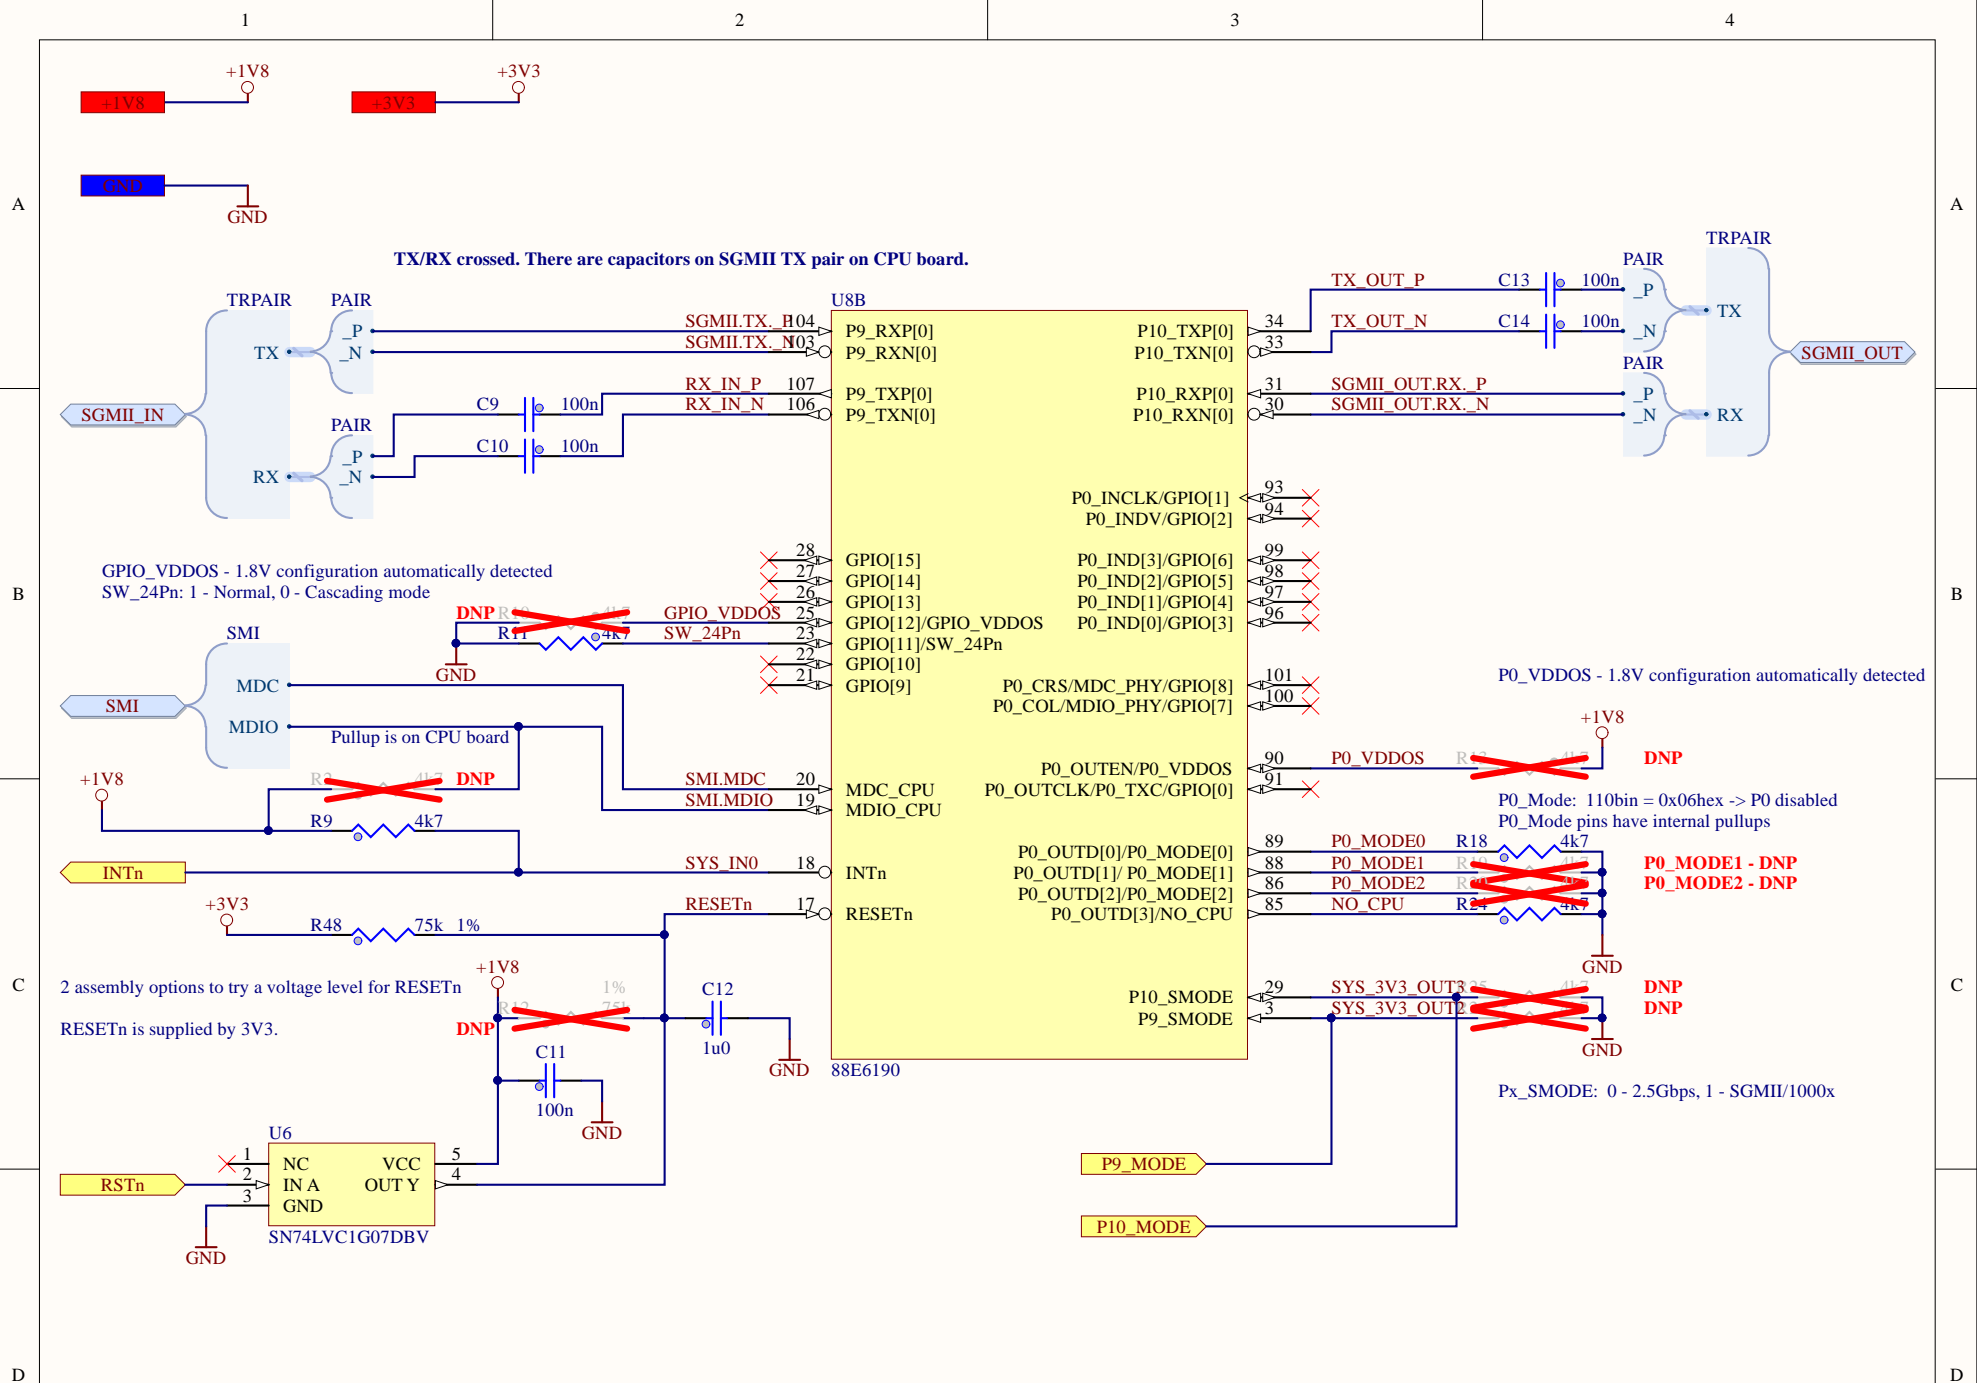 1 2 3 4
+1V8 +3V3
+1V8 +3V3
GND
GND
A A
TX/RX crossed. There are capacitors on SGMII TX pair on CPU board.
TRPAIR PAIR
_P
TX _N
SGMII_IN
PAIR
_P
RX _N
SGMII.TX._P 104
SGMII.TX._N 103
RX_IN_P 107
RX_IN_N 106
C9 100n
C10 100n
U8B
P9_RXP[0]
P9_RXN[0]
P9_TXP[0]
P9_TXN[0]
P10_TXP[0] 34 TX_OUT_P C13 100n
P10_TXN[0] 33 TX_OUT_N C14 100n
P10_RXP[0] 31 SGMII_OUT.RX._P
P10_RXN[0] 30 SGMII_OUT.RX._N
TRPAIR
PAIR
_P
_N
TX
PAIR
_P
_N
RX
SGMII_OUT
P0_INCLK/GPIO[1] 93
P0_INDV/GPIO[2] 94
B B
GPIO_VDDOS - 1.8V configuration automatically detected
SW_24Pn: 1 - Normal, 0 - Cascading mode
28 GPIO[15]
27 GPIO[14]
26 GPIO[13]
DNP GPIO_VDDOS 25 GPIO[12]/GPIO_VDDOS
R11 4k7 SW_24Pn 23 GPIO[11]/SW_24Pn
22 GPIO[10]
21 GPIO[9]
GND
P0_IND[3]/GPIO[6] 99
P0_IND[2]/GPIO[5] 98
P0_IND[1]/GPIO[4] 97
P0_IND[0]/GPIO[3] 96
P0_CRS/MDC_PHY/GPIO[8] 101
P0_COL/MDIO_PHY/GPIO[7] 100
SMI
MDC
SMI
MDIO
Pullup is on CPU board
+1V8
4k7 DNP
R9 4k7
SMI.MDC 20 MDC_CPU
SMI.MDIO 19 MDIO_CPU
INTn SYS_IN0 18 INTn
RESETn 17 RESETn
+3V3
R48 75k 1%
P0_VDDOS - 1.8V configuration automatically detected
+1V8
P0_OUTEN/P0_VDDOS 90 P0_VDDOS 4k7 DNP
P0_OUTCLK/P0_TXC/GPIO[0] 91
P0_Mode: 110bin = 0x06hex -> P0 disabled
P0_Mode pins have internal pullups
P0_OUTD[0]/P0_MODE[0] 89 P0_MODE0 R18 4k7
P0_OUTD[1]/ P0_MODE[1] 88 P0_MODE1 P0_MODE1 - DNP
P0_OUTD[2]/P0_MODE[2] 86 P0_MODE2 P0_MODE2 - DNP
P0_OUTD[3]/NO_CPU 85 NO_CPU R24 4k7
GND
C C
2 assembly options to try a voltage level for RESETn
RESETn is supplied by 3V3.
+1V8
R12 1%
DNP 75k
C12
1u0
GND
C11
100n
GND
P10_SMODE 29 SYS_3V3_OUT3 4k7 DNP
P9_SMODE 3 SYS_3V3_OUT2 DNP
GND
88E6190
Px_SMODE: 0 - 2.5Gbps, 1 - SGMII/1000x
U6
1 NC VCC 5
RSTn 2 IN A OUT Y 4
3 GND
SN74LVC1G07DBV
GND
P9_MODE
P10_MODE
D D